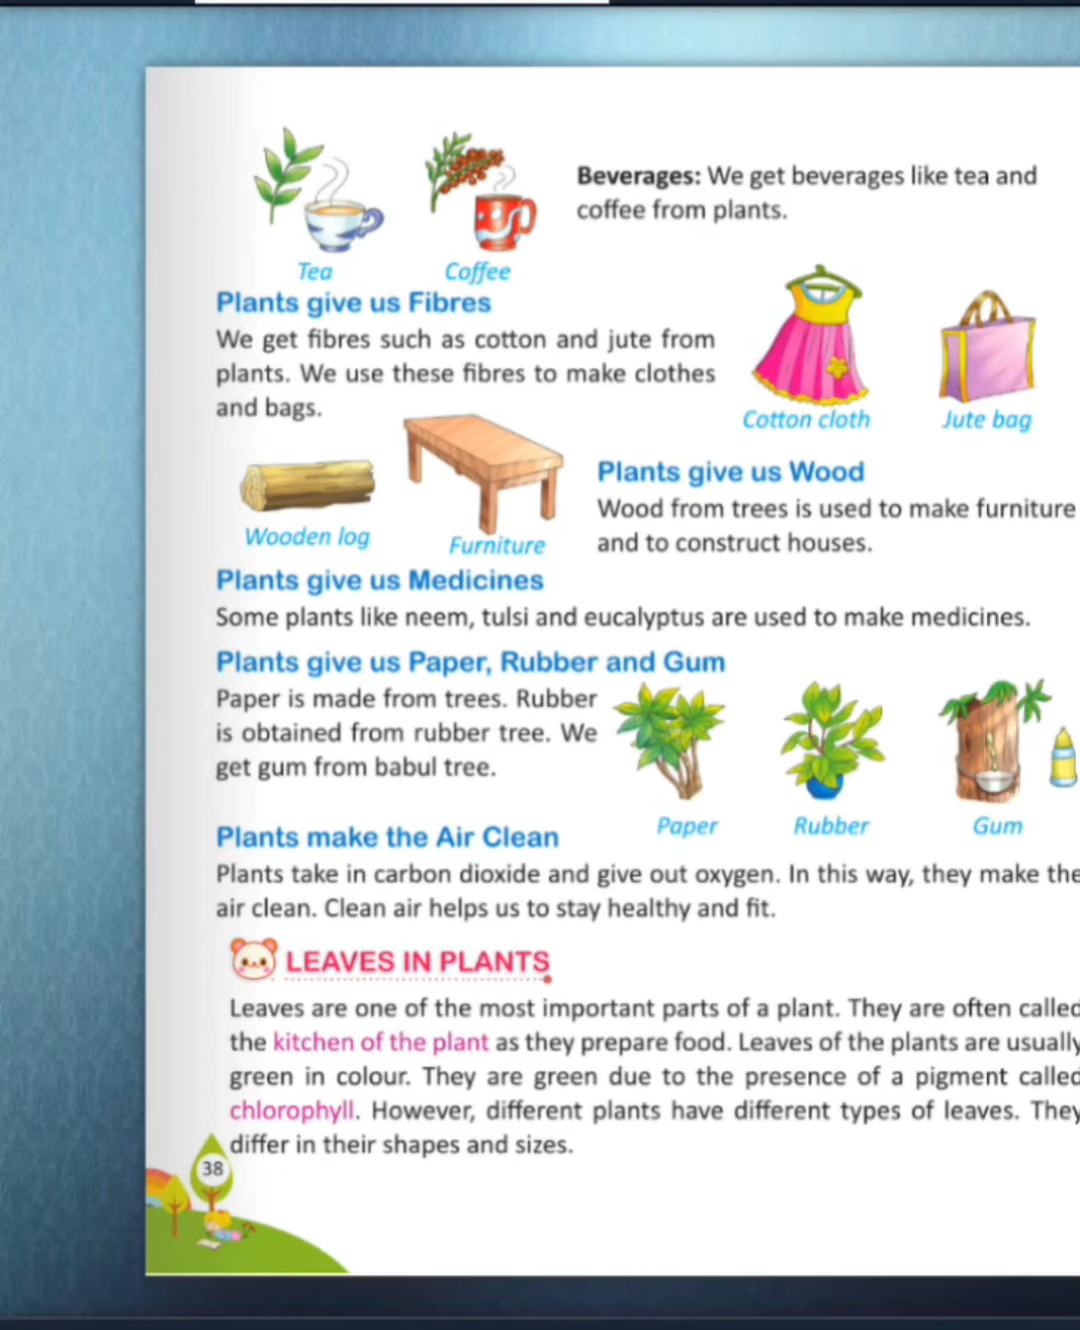 Beverages: We get beverages like tea and
coffee from plants.
Tea
Coffee
Plants give us Fibres
We get fibres such as cotton and jute from
plants. We use these fibres to make clothes
and bags.
Cotton cloth
Jute bag
Wooden log
Furniture
Plants give us Wood
Wood from trees is used to make furniture
and to construct houses.
Plants give us Medicines
Some plants like neem, tulsi and eucalyptus are used to make medicines.
Plants give us Paper, Rubber and Gum
Paper is made from trees. Rubber
is obtained from rubber tree. We
get gum from babul tree.
Paper
Rubber
Gum
Plants make the Air Clean
Plants take in carbon dioxide and give out oxygen. In this way, they make the
air clean. Clean air helps us to stay healthy and fit.
LEAVES IN PLANTS
Leaves are one of the most important parts of a plant. They are often called
the kitchen of the plant as they prepare food. Leaves of the plants are usually
green in colour. They are green due to the presence of a pigment called
chlorophyll. However, different plants have different types of leaves. They
differ in their shapes and sizes.
38